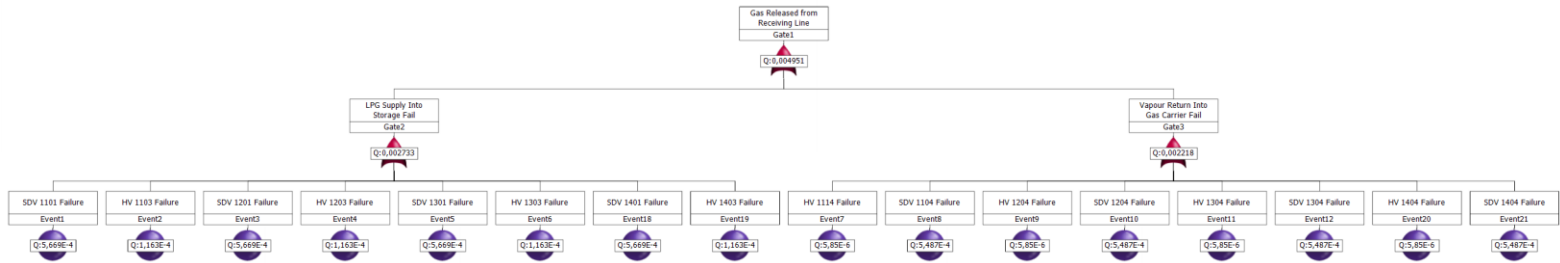 Gas Released from
Receiving Line
Gate1
Q:0,004951
LPG Supply Into
Storage Fail
Gate2
Q:0,002733
Vapour Return Into
Gas Carrier Fail
Gate3
Q:0,002218
SDV 1101 Failure
Event1
Q:5,669E-4
HV 1103 Failure
Event2
Q:1,163E-4
SDV 1201 Failure
Event3
Q:5,669E-4
HV 1203 Failure
Event4
Q:1,163E-4
SDV 1301 Failure
Event5
Q:5,669E-4
HV 1303 Failure
Event6
Q:1,163E-4
SDV 1401 Failure
Event18
Q:5,669E-4
HV 1403 Failure
Event19
Q:1,163E-4
HV 1114 Failure
Event7
Q:5,85E-6
SDV 1104 Failure
Event8
Q:5,487E-4
HV 1204 Failure
Event9
Q:5,85E-6
SDV 1204 Failure
Event10
Q:5,487E-4
HV 1304 Failure
Event11
Q:5,85E-6
SDV 1304 Failure
Event12
Q:5,487E-4
HV 1404 Failure
Event20
Q:5,85E-6
SDV 1404 Failure
Event21
Q:5,487E-4